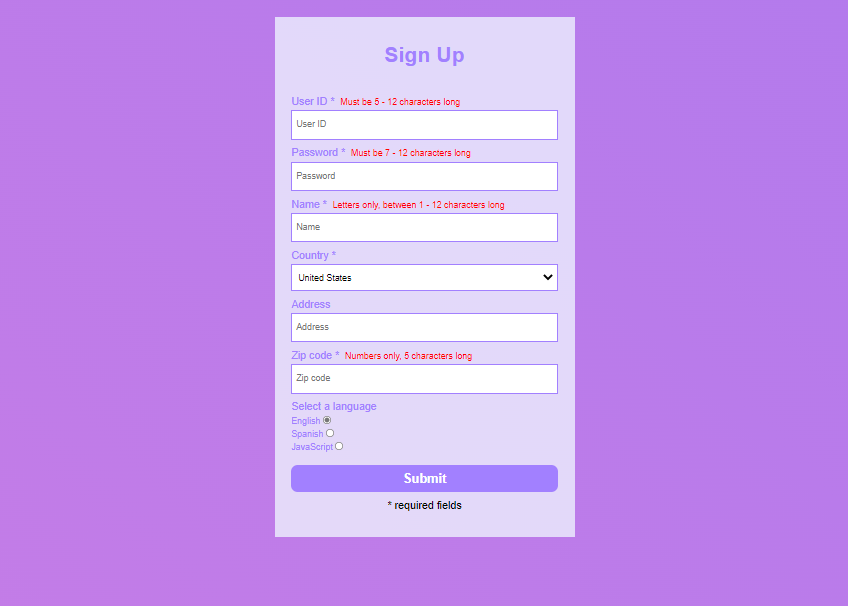 Sign Up
User ID * Must be 5 - 12 characters long
User ID
Password * Must be 7 - 12 characters long
Password
Name * Letters only, between 1 - 12 characters long
Name
Country *
United States
Address
Address
Zip code * Numbers only, 5 characters long
Zip code
Select a language
English
Spanish
JavaScript
Submit
* required fields